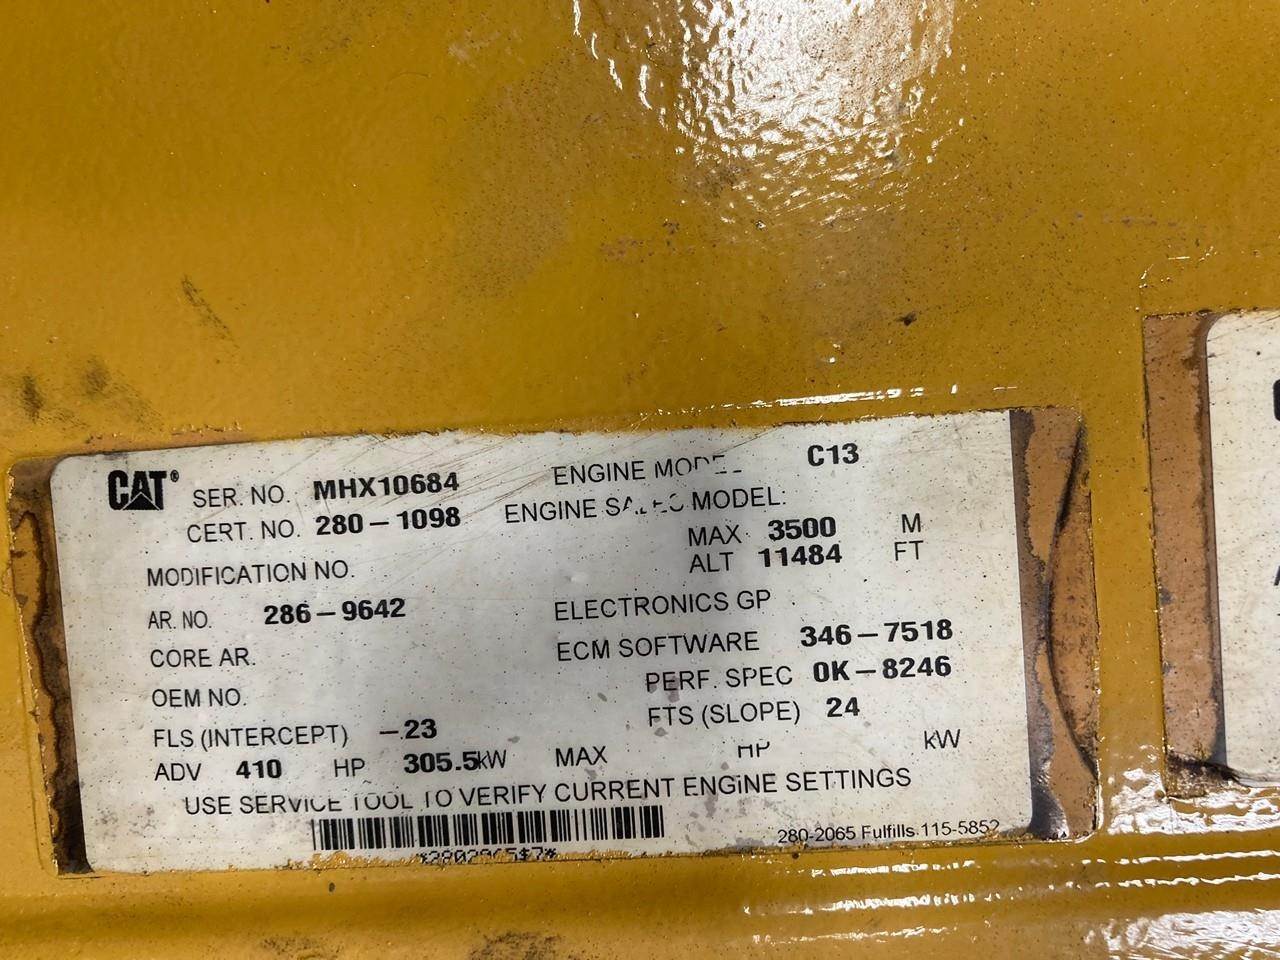 CAT® SER. NO. MHX10684 ENGINE MODEL C13
CERT. NO. 280-1098 ENGINE SALES MODEL:
MAX 3500 M
MODIFICATION NO. ALT 11484 FT
AR. NO. 286-9642 ELECTRONICS GP
CORE AR. ECM SOFTWARE 346-7518
OEM NO. PERF. SPEC 0K-8246
FLS (INTERCEPT) -23 FTS (SLOPE) 24
ADV 410 HP 305.5kW MAX HP kW
USE SERVICE TOOL TO VERIFY CURRENT ENGINE SETTINGS
280-2065 Fulfills 115-5852